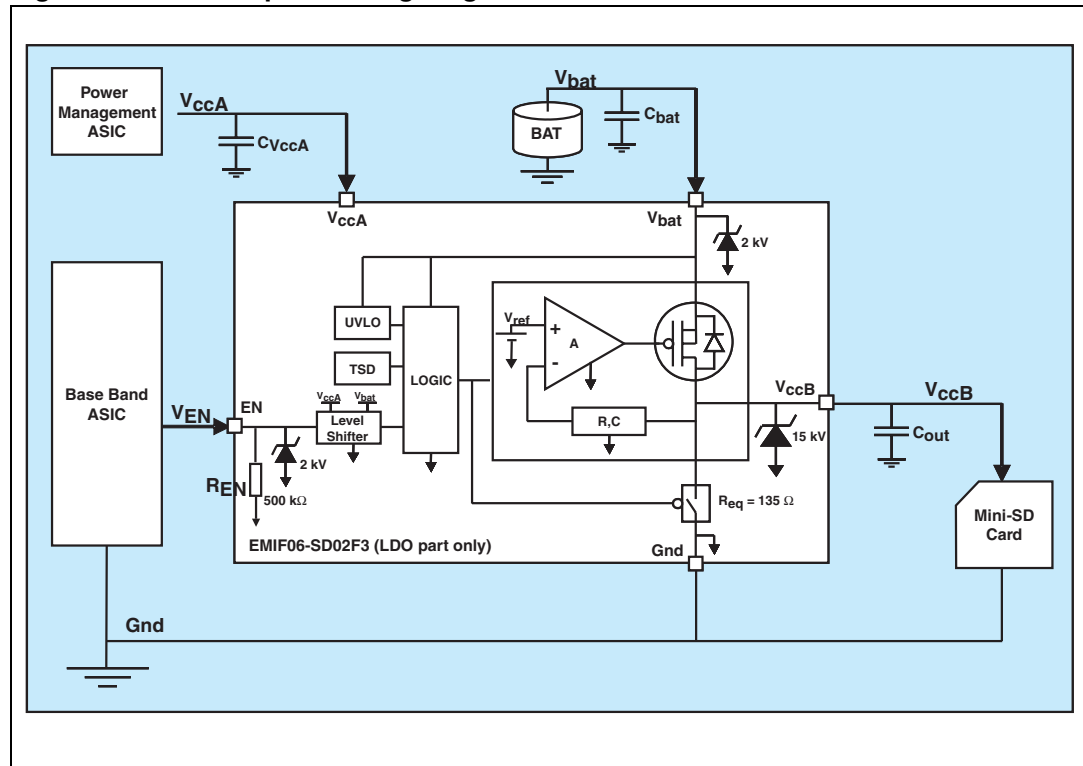 Power
Management
ASIC
VccA
CVccA
Vbat
BAT
Cbat
VccA
Vbat
2 kV
UVLO
TSD
LOGIC
Vref
+
A
-
R,C
Base Band
ASIC
VEN
EN
VccA
Vbat
Level
Shifter
2 kV
REN
500 kΩ
VccB
15 kV
VccB
Cout
Req = 135 Ω
Mini-SD
Card
EMIF06-SD02F3 (LDO part only)
Gnd
Gnd